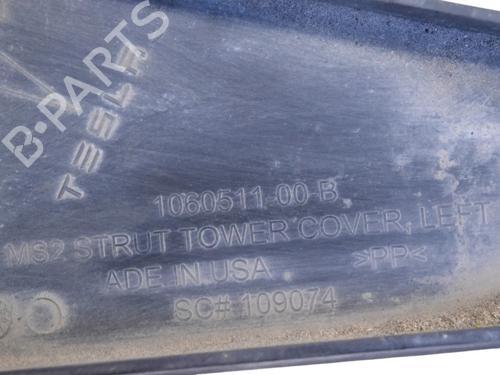 B-PARTS
TESLA
1060511-00-B
MS2 STRUT TOWER COVER, LEFT
ADE IN USA >PP<
SC# 109074